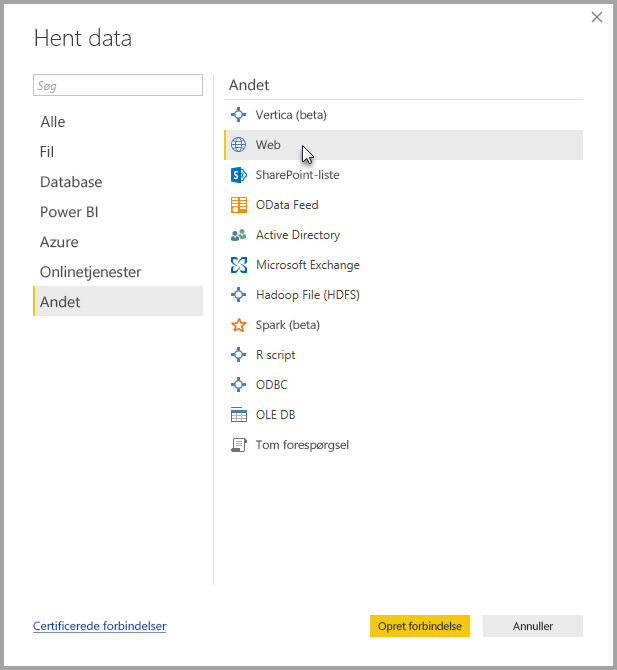 Hent data
Søg
Alle
Fil
Database
Power BI
Azure
Onlinetjenester
Andet
Andet
Vertica (beta)
Web
SharePoint-liste
OData Feed
Active Directory
Microsoft Exchange
Hadoop File (HDFS)
Spark (beta)
R script
ODBC
OLE DB
Tom forespørgsel
Certificerede forbindelser
Opret forbindelse
Annuller